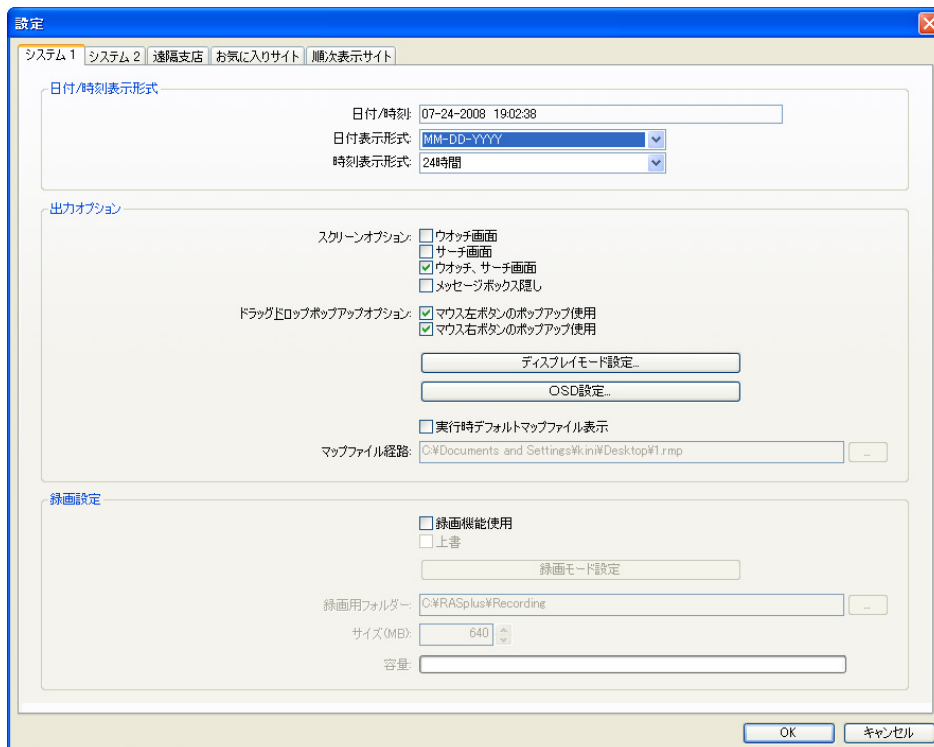 設定
システム1 システム2 遠隔支店 お気に入りサイト 順次表示サイト
日付/時刻表示形式
日付/時刻: 07-24-2008 19:02:38
日付表示形式: MM-DD-YYYY
時刻表示形式: 24時間
出力オプション
スクリーンオプション: ウオッチ画面
サーチ画面
ウオッチ、サーチ画面
メッセージボックス隠し
ドラッグドロップポップアップオプション: マウス左ボタンのポップアップ使用
マウス右ボタンのポップアップ使用
ディスプレイモード設定...
OSD設定...
実行時デフォルトマップファイル表示
マップファイル経路: C:¥Documents and Settings¥kini¥Desktop¥1.rmp ...
録画設定
録画機能使用
上書
録画モード設定
録画用フォルダー: C:¥RASplus¥Recording ...
サイズ(MB): 640
容量:
OK キャンセル